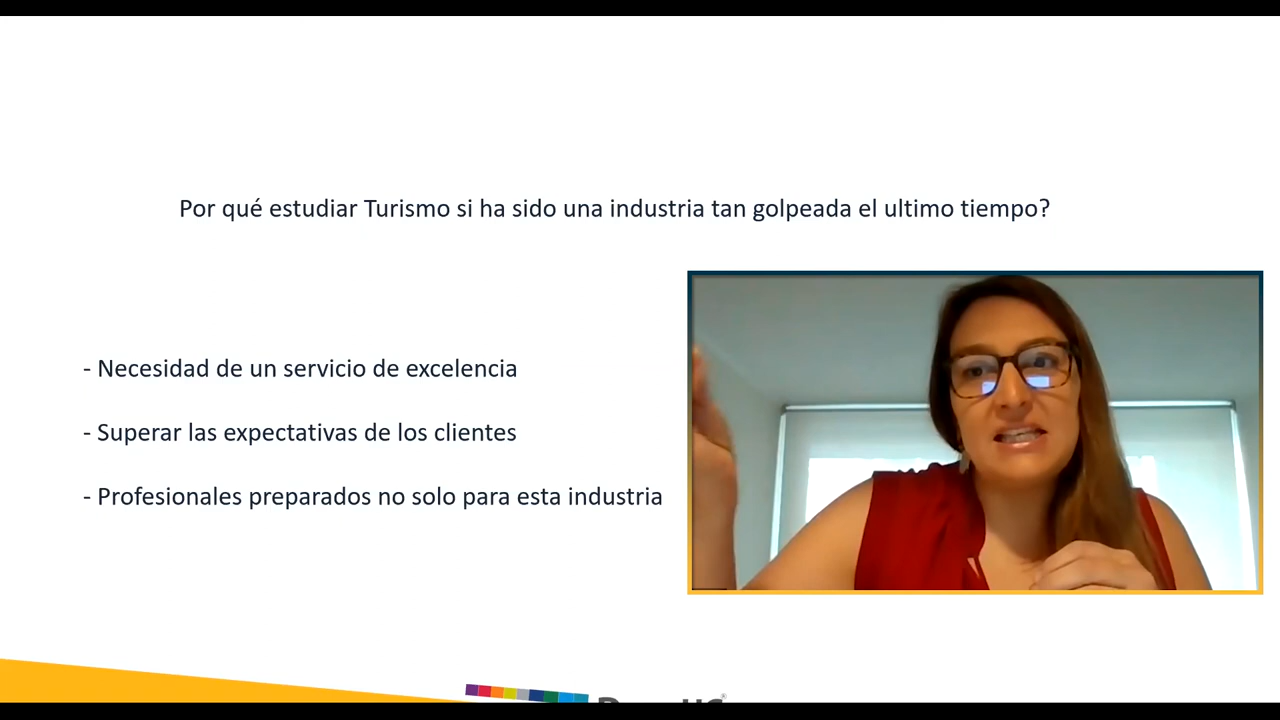 Por qué estudiar Turismo si ha sido una industria tan golpeada el ultimo tiempo?
- Necesidad de un servicio de excelencia
- Superar las expectativas de los clientes
- Profesionales preparados no solo para esta industria